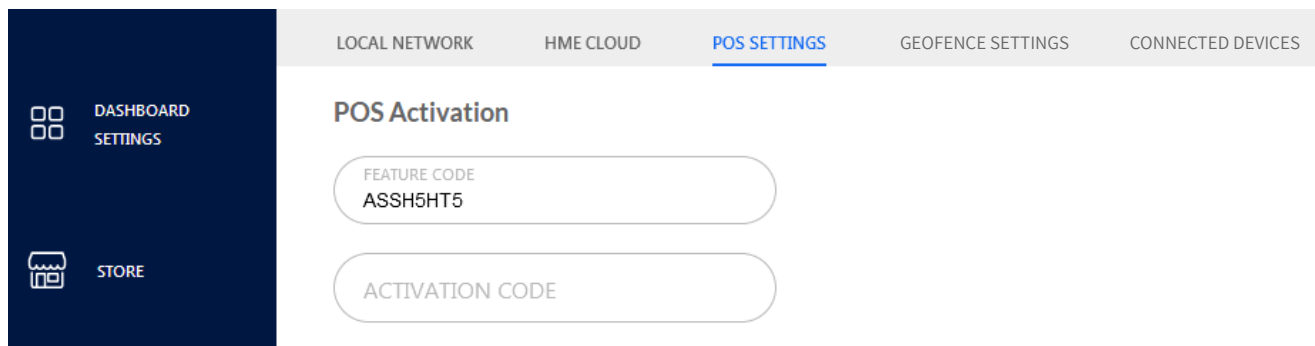 LOCAL NETWORK HME CLOUD POS SETTINGS GEOFENCE SETTINGS CONNECTED DEVICES
DASHBOARD
SETTINGS
STORE
POS Activation
FEATURE CODE
ASSH5HT5
ACTIVATION CODE